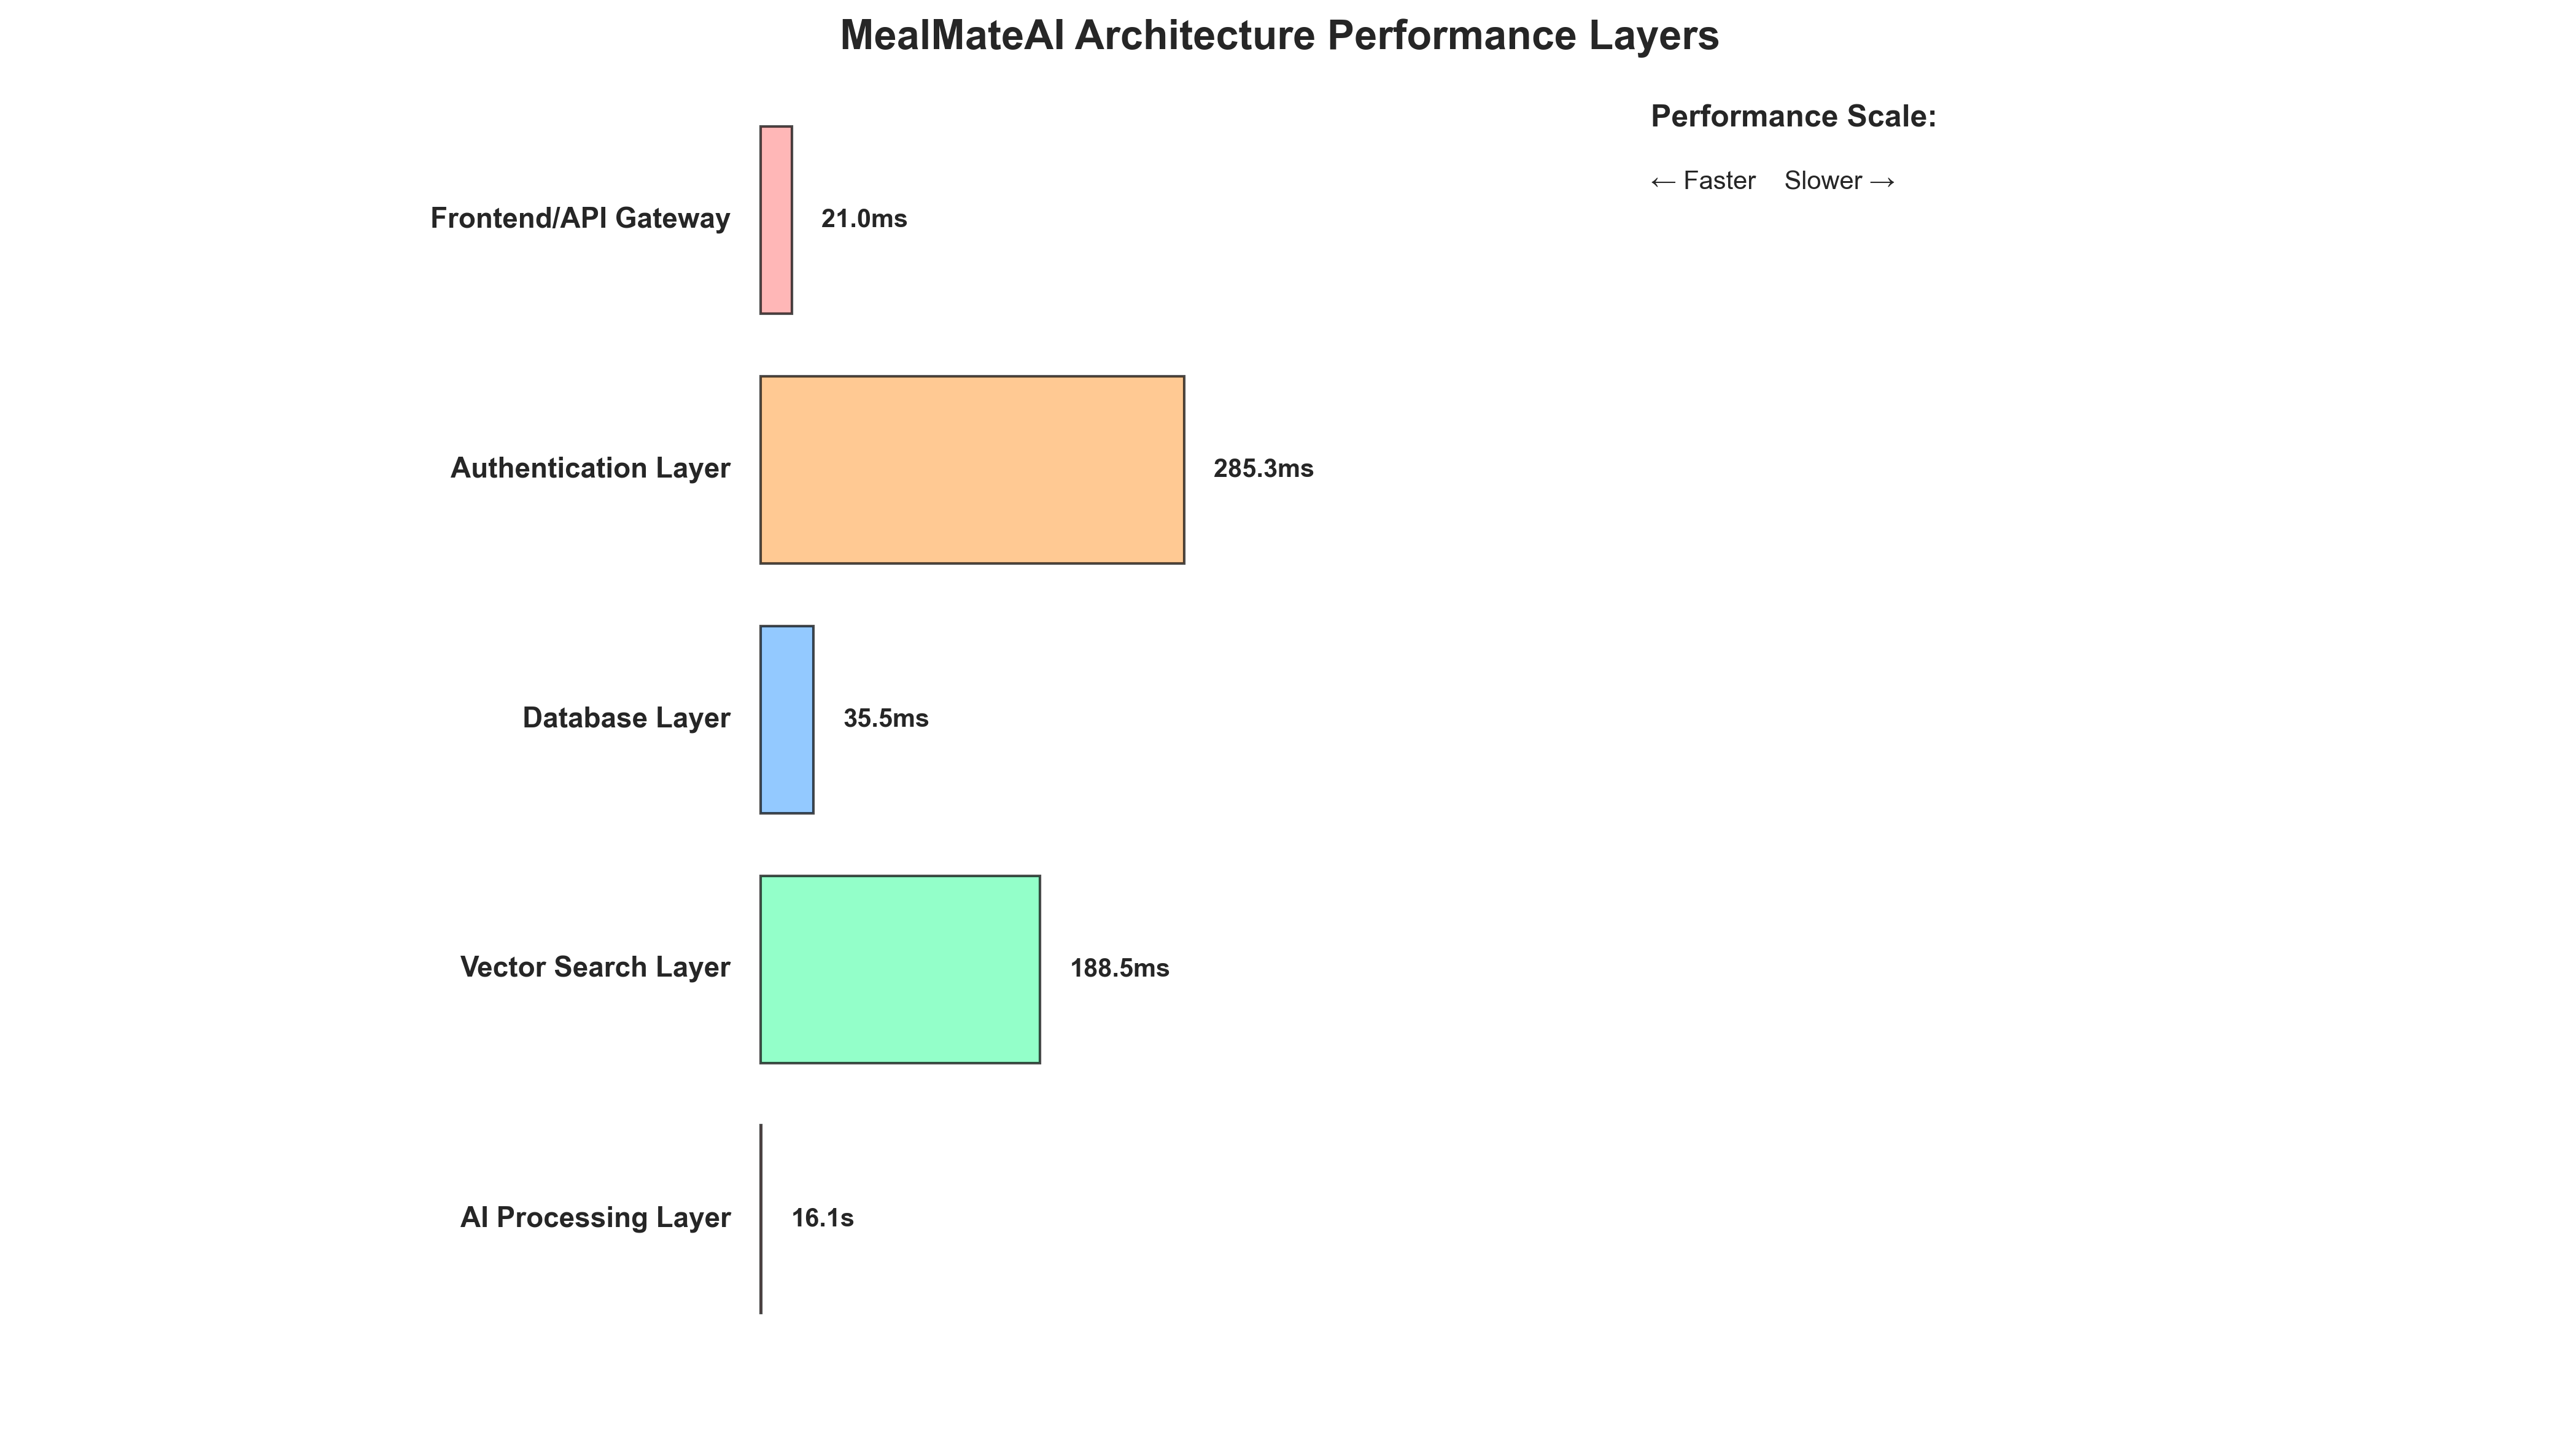 MealMateAI Architecture Performance Layers
Performance Scale:
← Faster    Slower →
Frontend/API Gateway
21.0ms
Authentication Layer
285.3ms
Database Layer
35.5ms
Vector Search Layer
188.5ms
AI Processing Layer
16.1s